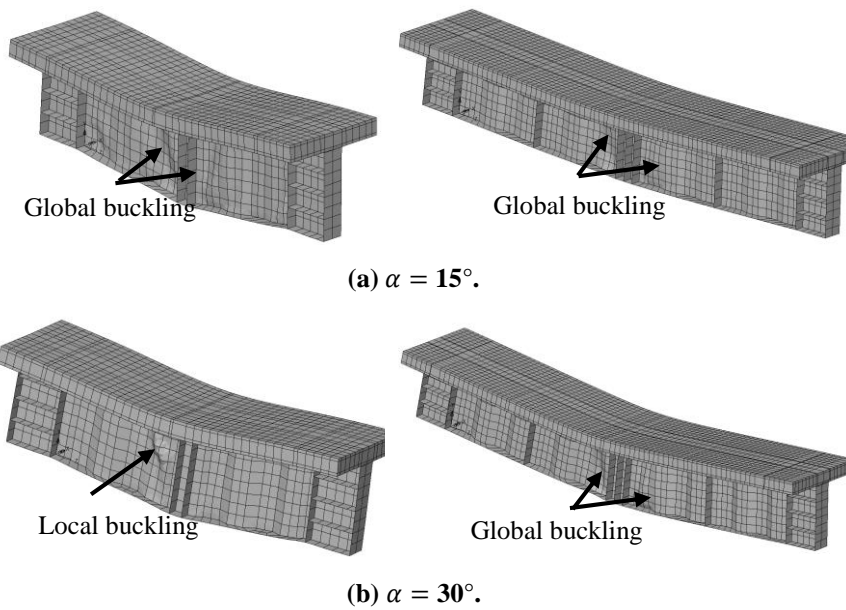 Global buckling
Global buckling
(a) 𝛼 = 15°.
Local buckling
Global buckling
(b) 𝛼 = 30°.